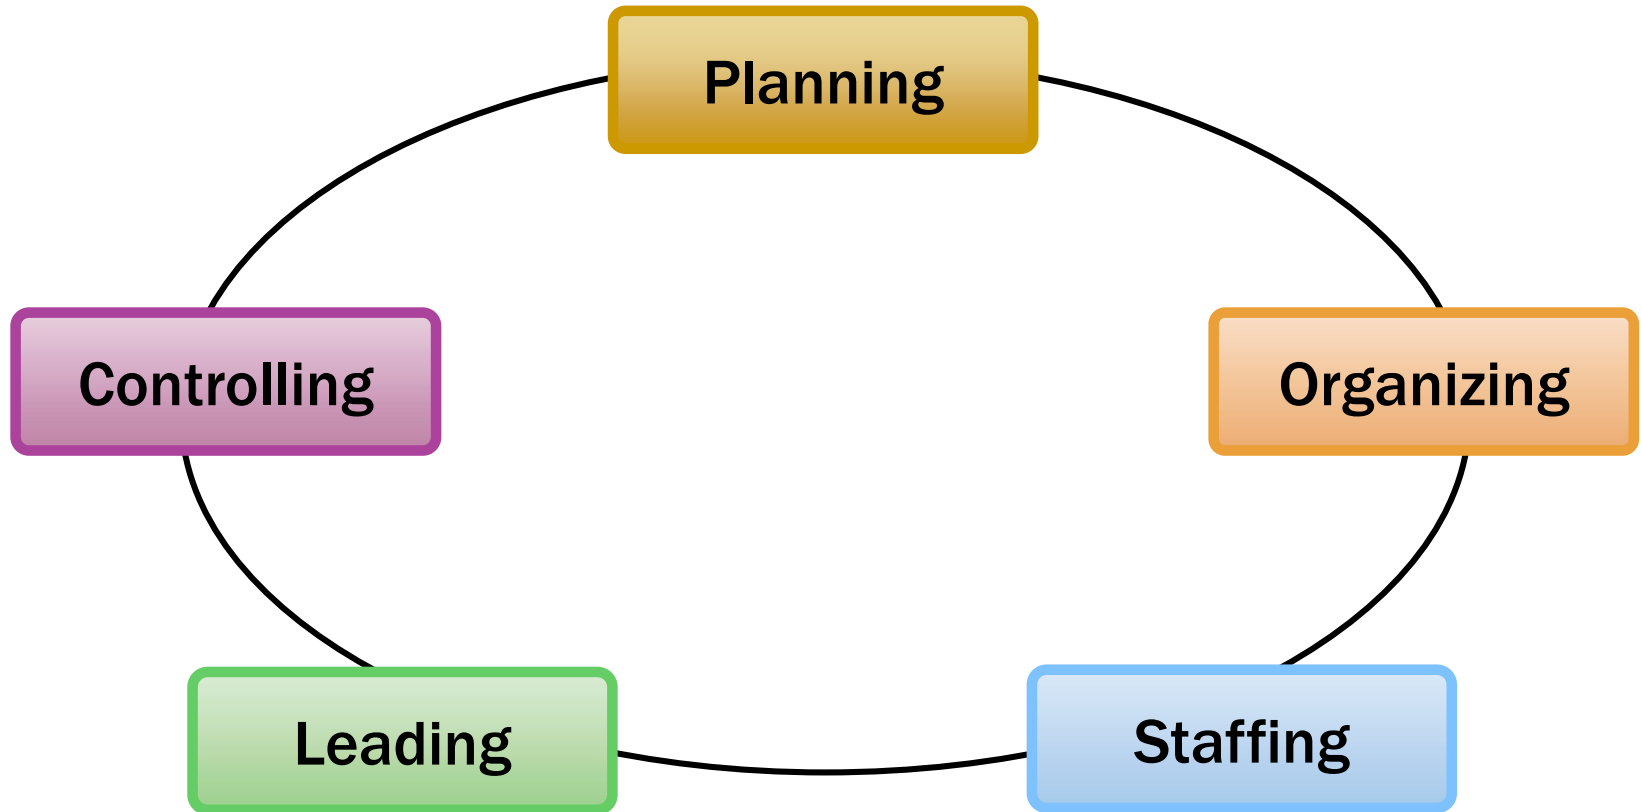 Planning
Controlling
Organizing
Leading
Staffing